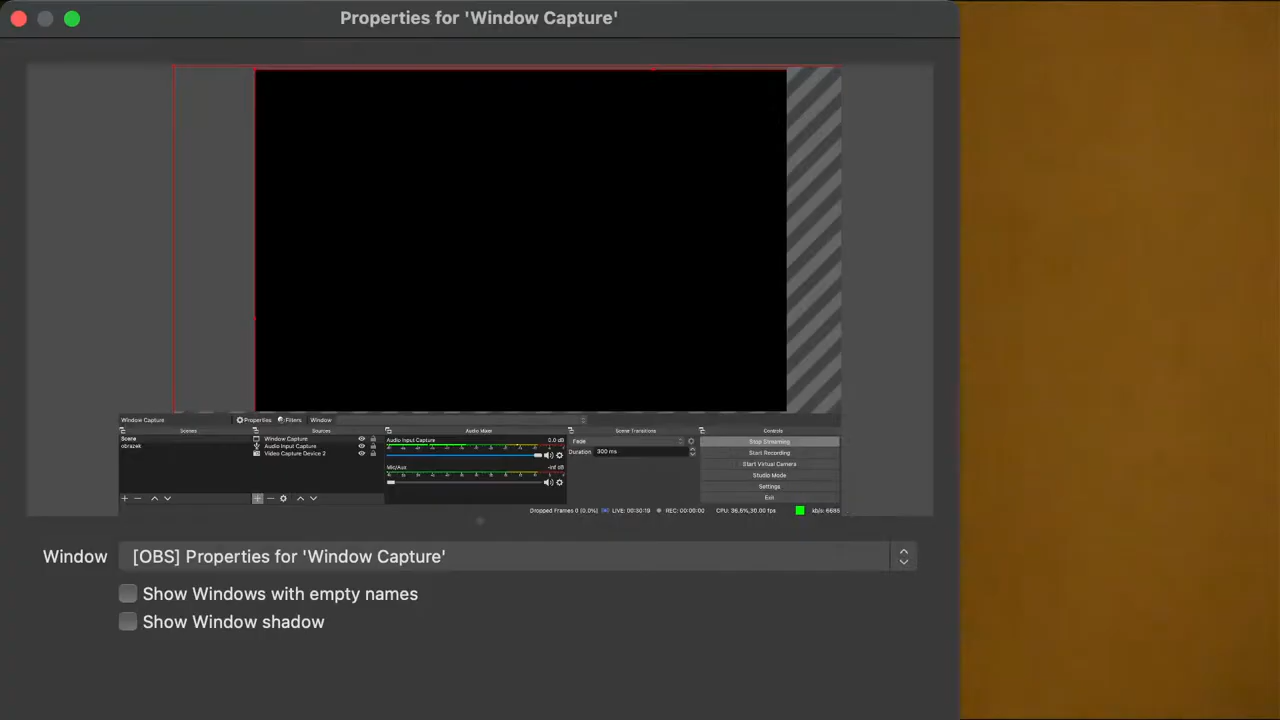 Properties for 'Window Capture'
Window Capture Properties Filters Window
Scenes Sources Audio Mixer Scene Transitions Controls
Scene Window Capture Audio Input Capture 0.0 dB Fade Stop Streaming
obrazek Audio Input Capture Duration 300 ms Start Recording
Video Capture Device 2 Start Virtual Camera
Mic/Aux -inf dB Studio Mode
Settings
Exit
Dropped Frames 0 (0.0%) LIVE: 00:30:19 REC: 00:00:00 CPU: 36.6%, 30.00 fps kb/s: 6685
Window [OBS] Properties for 'Window Capture'
Show Windows with empty names
Show Window shadow